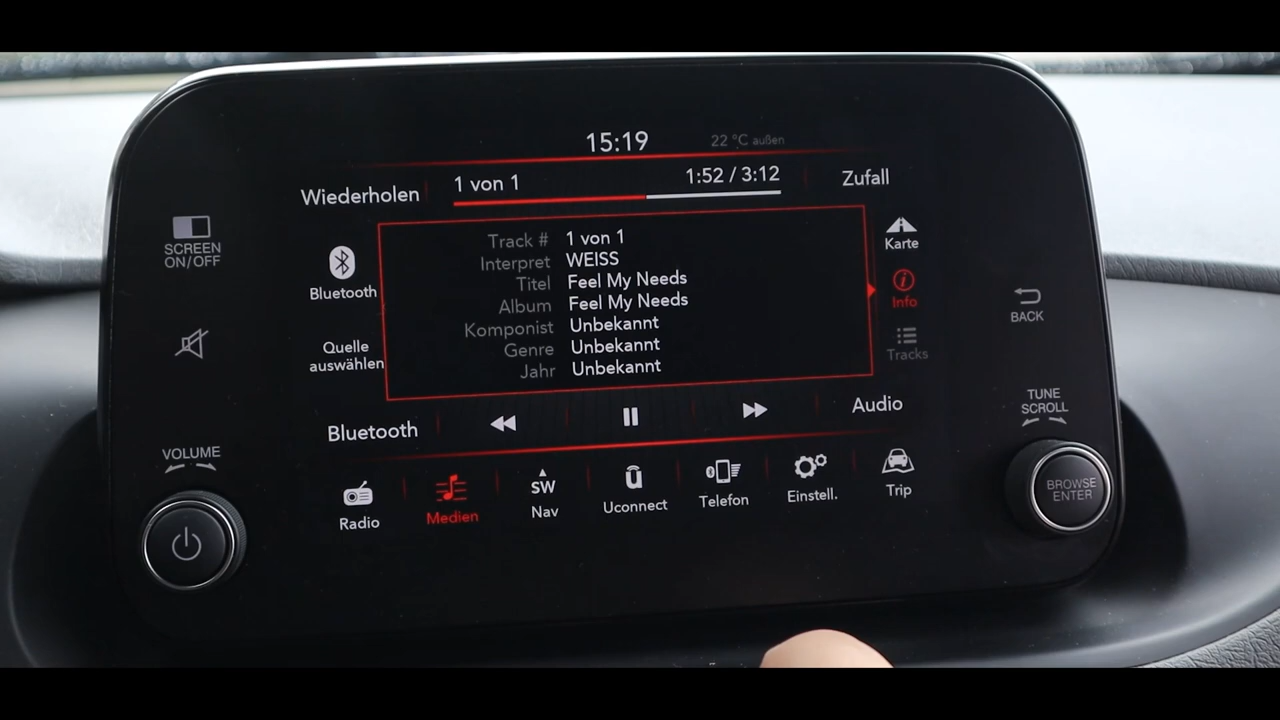 15:19
22 °C außen
Wiederholen
1 von 1
1:52 / 3:12
Zufall
SCREEN
ON/OFF
Bluetooth
Quelle
auswählen
Track # 1 von 1
Interpret WEISS
Titel Feel My Needs
Album Feel My Needs
Komponist Unbekannt
Genre Unbekannt
Jahr Unbekannt
Karte
Info
Tracks
BACK
Bluetooth
Audio
VOLUME
TUNE
SCROLL
BROWSE
ENTER
Radio
Medien
SW
Nav
Uconnect
Telefon
Einstell.
Trip